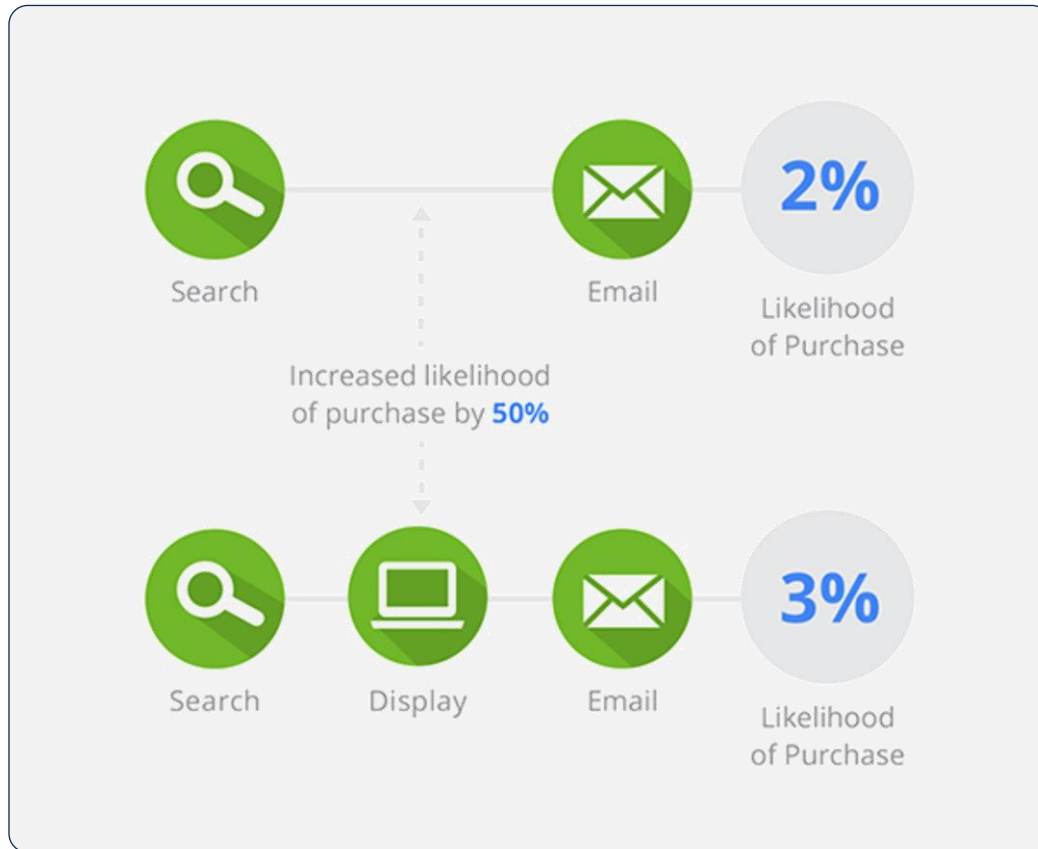 Search
Email
2%
Likelihood
of Purchase
Increased likelihood
of purchase by 50%
Search
Display
Email
3%
Likelihood
of Purchase